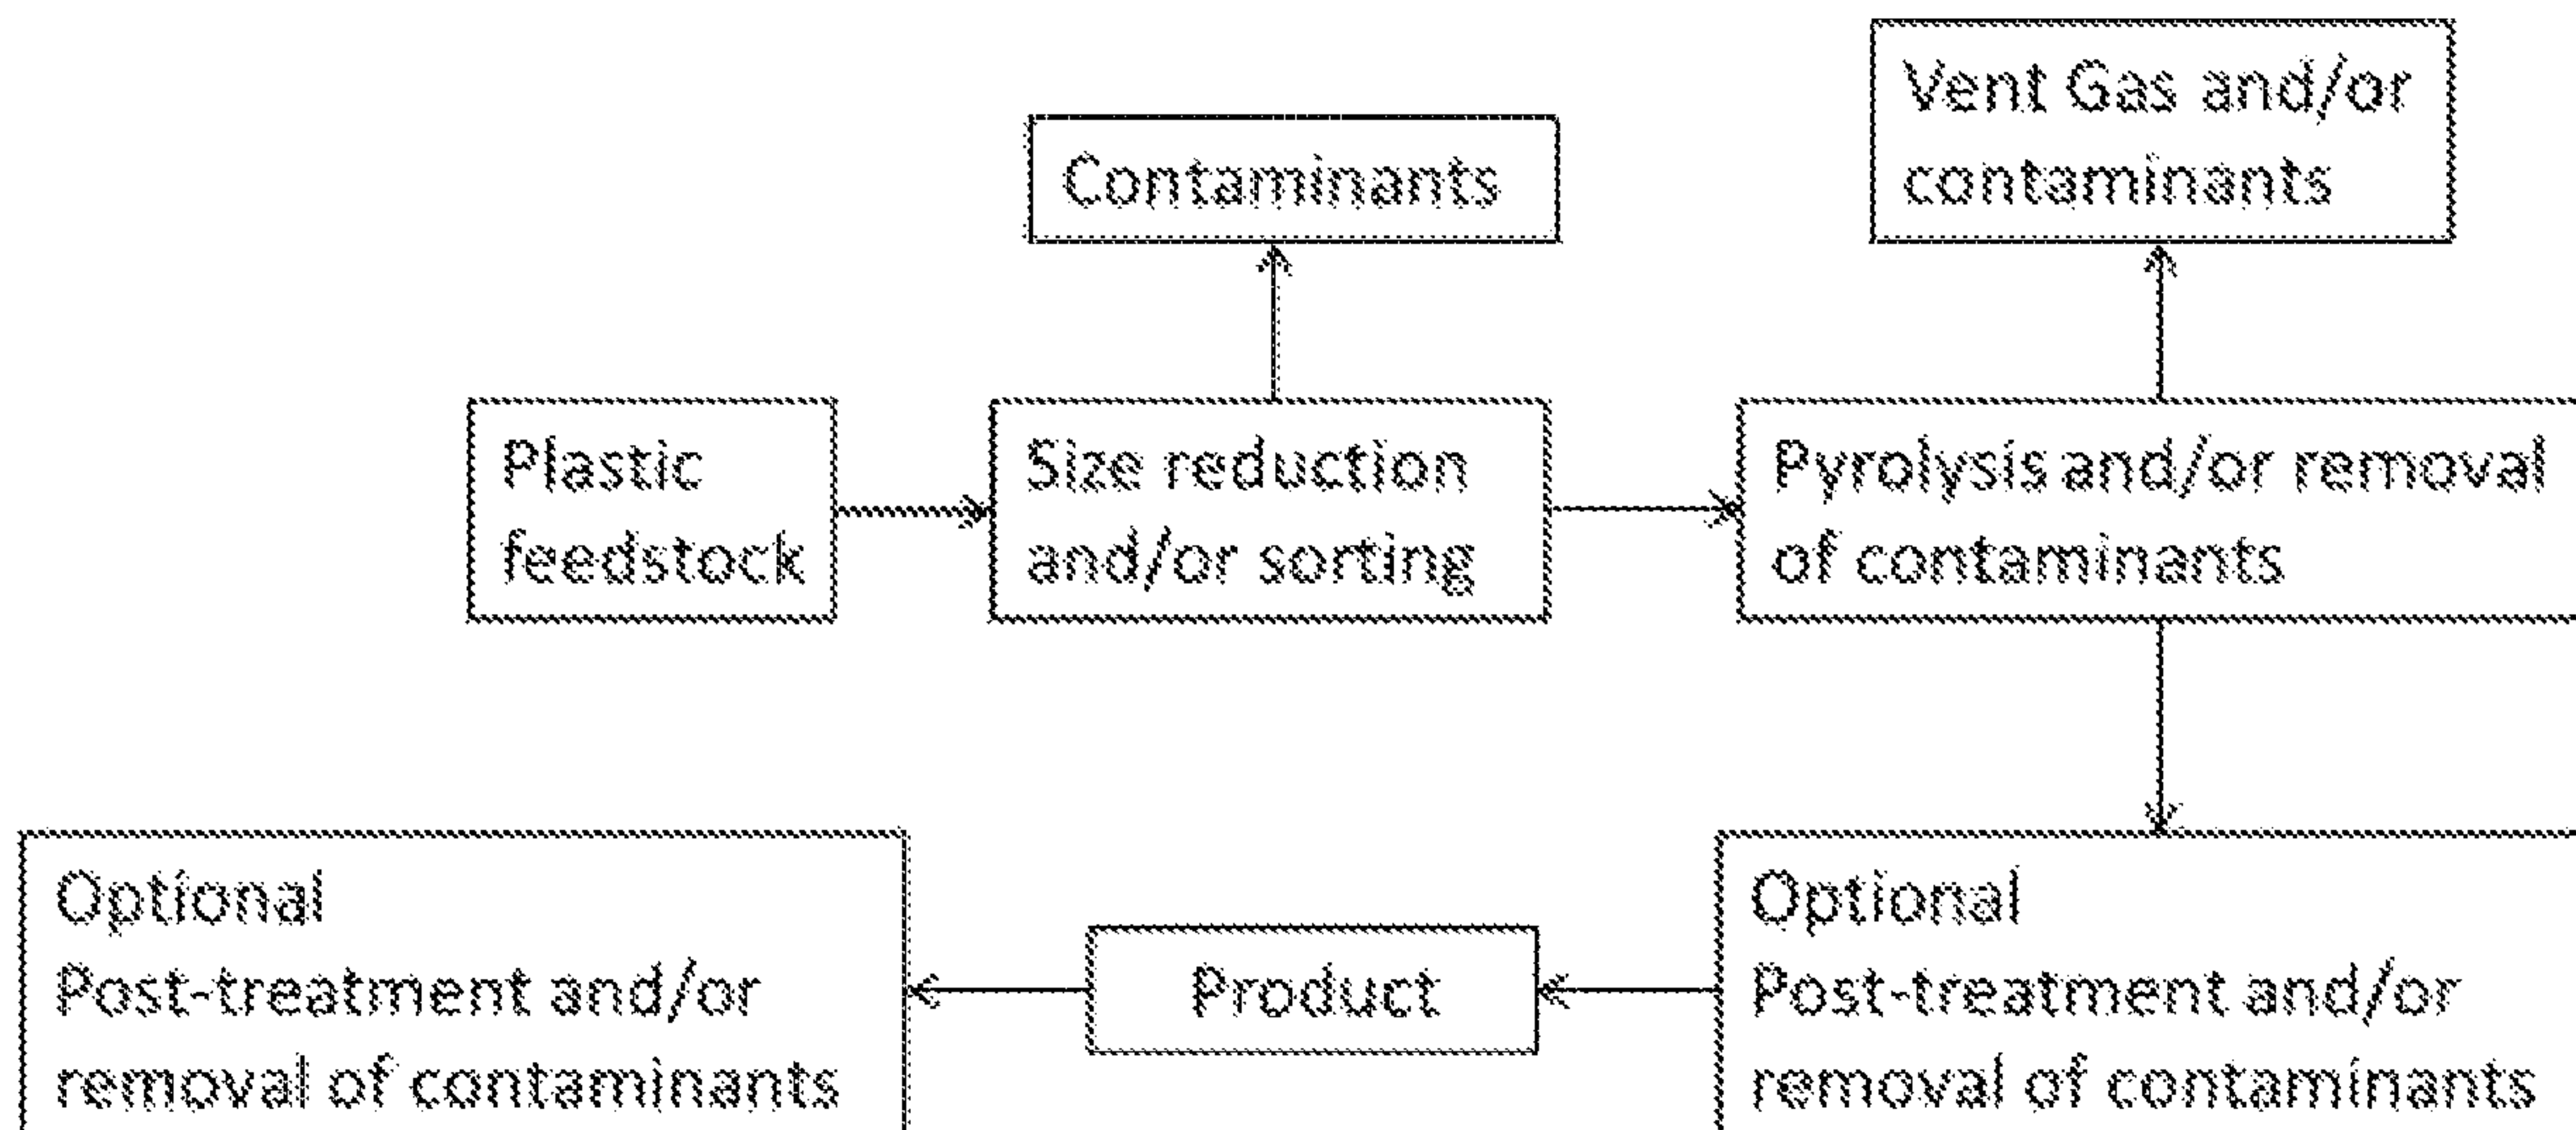 Vent Gas and/or
contaminants
Contaminants
Plastic
feedstock
Size reduction
and/or sorting
Pyrolysis and/or removal
of contaminants
Optional
Post-treatment and/or
removal of contaminants
Product
Optional
Post-treatment and/or
removal of contaminants